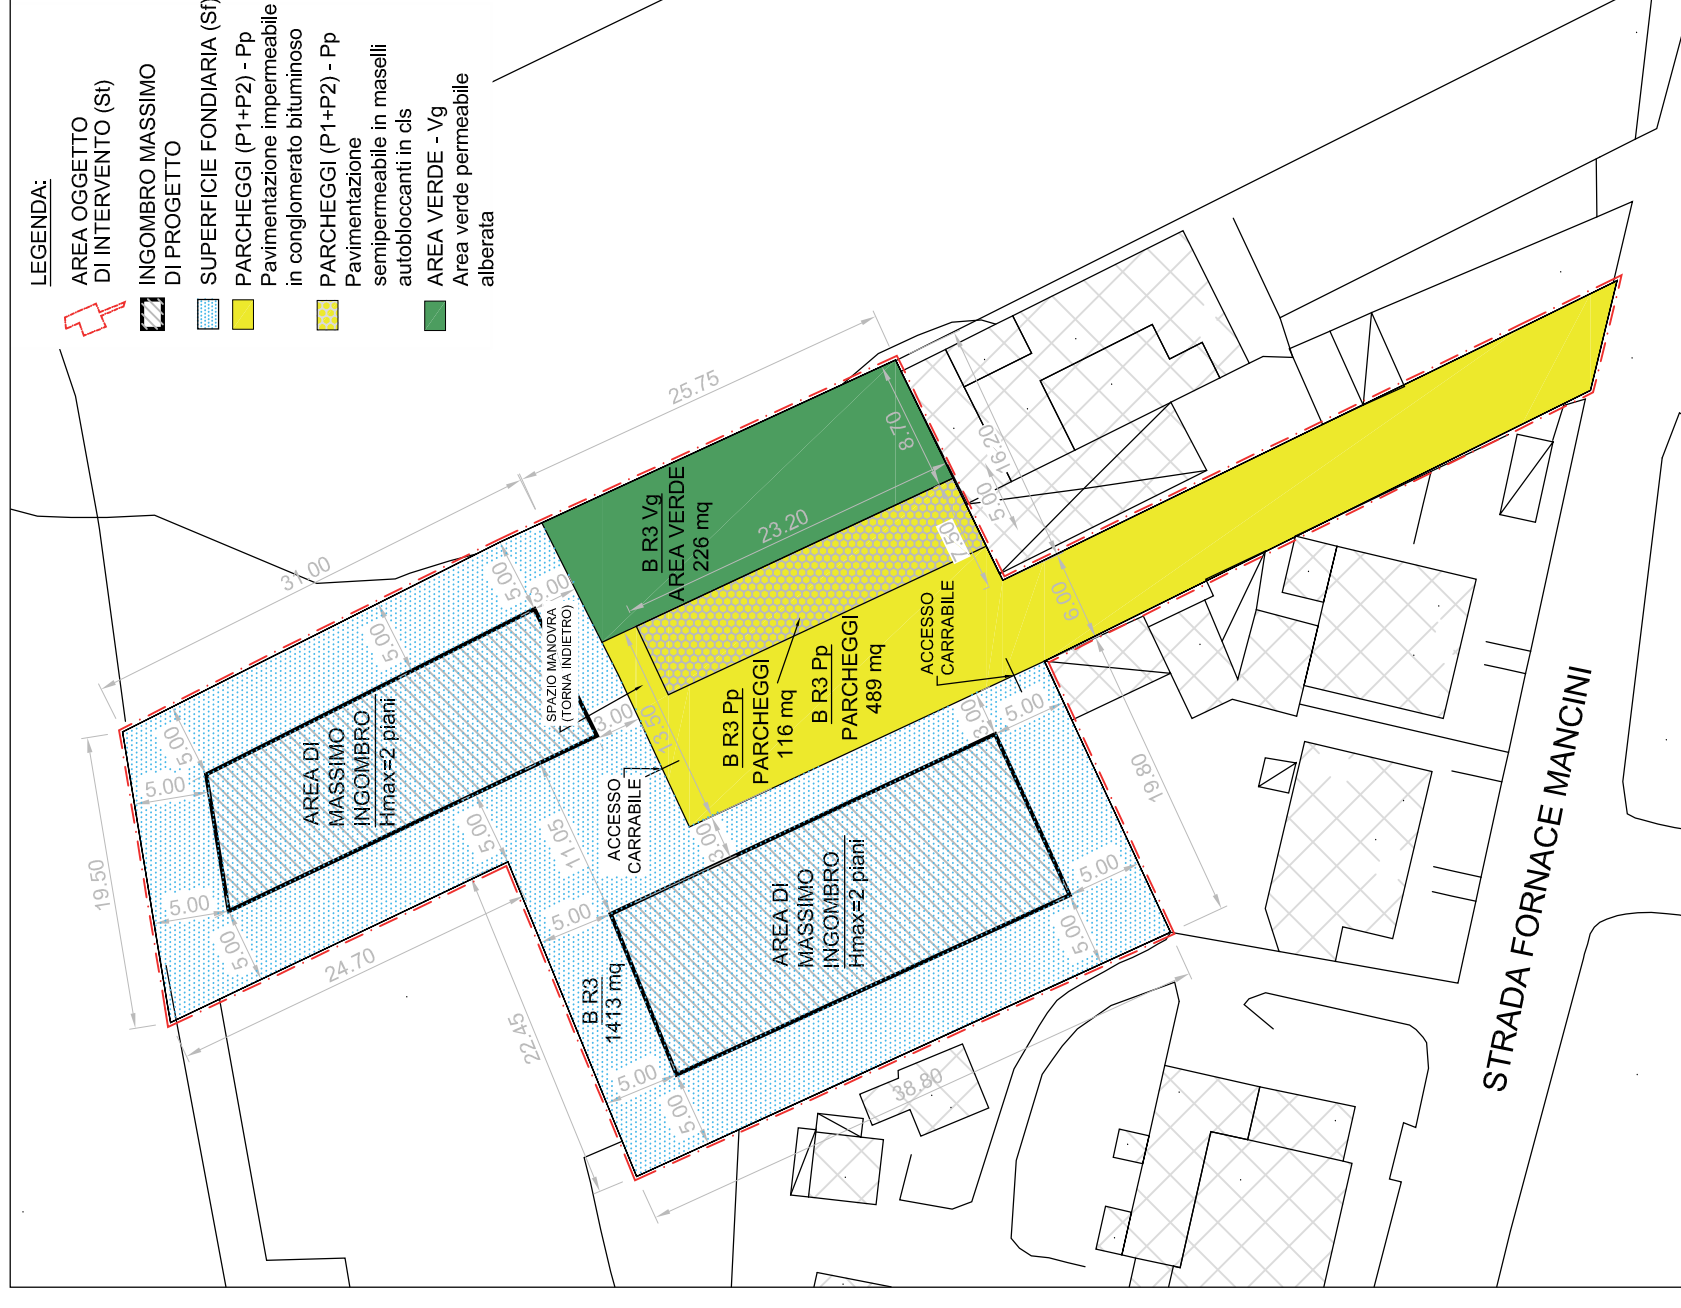 LEGENDA:
AREA OGGETTO
DI INTERVENTO (St)
INGOMBRO MASSIMO
DI PROGETTO
SUPERFICIE FONDIARIA (Sf)
PARCHEGGI (P1+P2) - Pp
Pavimentazione impermeabile
in conglomerato bituminoso
PARCHEGGI (P1+P2) - Pp
Pavimentazione
semipermeabile in maselli
autobloccanti in cls
AREA VERDE - Vg
Area verde permeabile
alberata
19.50
31.00
25.75
5.00
5.00
5.00
5.00
5.00
5.00
3.00
5.00
5.00
24.70
22.45
11.05
AREA DI
MASSIMO
INGOMBRO
Hmax=2 piani
SPAZIO MANOVRA
(TORNA INDIETRO)
3.00
13.50
B R3 Vg
AREA VERDE
226 mq
23.20
8.70
16.20
5.00
7.50
B R3 Pp
PARCHEGGI
116 mq
B R3 Pp
PARCHEGGI
489 mq
ACCESSO
CARRABILE
ACCESSO
CARRABILE
6.00
3.20
3.00
5.00
19.80
AREA DI
MASSIMO
INGOMBRO
Hmax=2 piani
B R3
1413 mq
5.00
5.00
5.00
5.00
38.80
STRADA FORNACE MANCINI